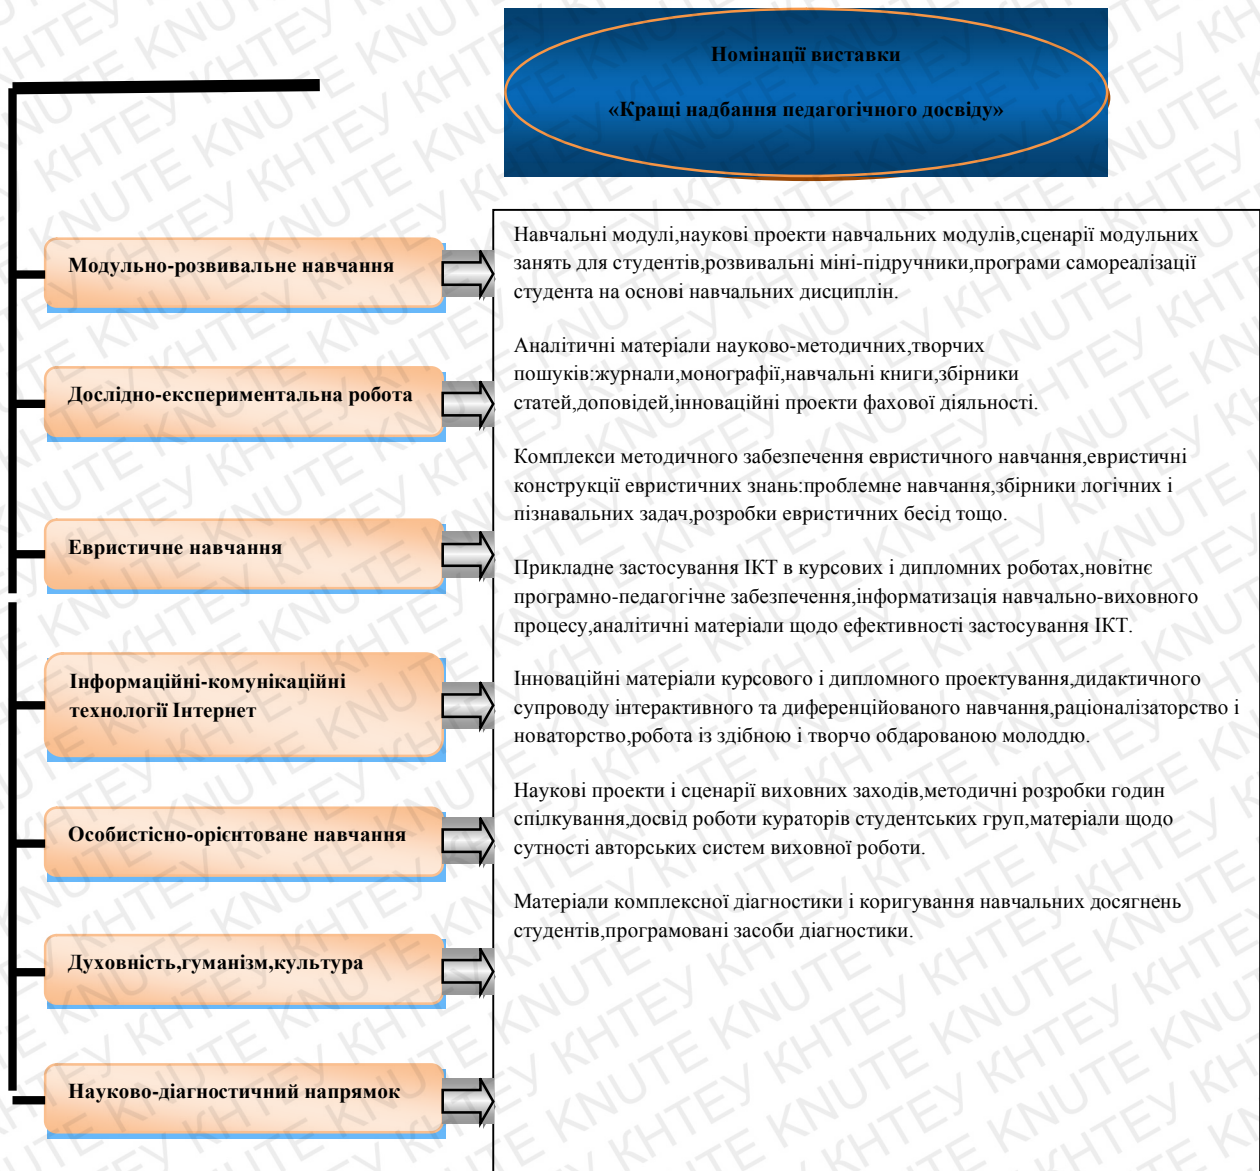 Номінації виставки
«Кращі надбання педагогічного досвіду»
Модульно-розвивальне навчання
Навчальні модулі,наукові проекти навчальних модулів,сценарії модульних
занять для студентів,розвивальні міні-підручники,програми самореалізації
студента на основі навчальних дисциплін.
Дослідно-експериментальна робота
Аналітичні матеріали науково-методичних,творчих
пошуків:журнали,монографії,навчальні книги,збірники
статей,доповідей,інноваційні проекти фахової діяльності.
Евристичне навчання
Комплекси методичного забезпечення евристичного навчання,евристичні
конструкції евристичних знань:проблемне навчання,збірники логічних і
пізнавальних задач,розробки евристичних бесід тощо.
Інформаційні-комунікаційні
технології Інтернет
Прикладне застосування ІКТ в курсових і дипломних роботах,новітнє
програмно-педагогічне забезпечення,інформатизація навчально-виховного
процесу,аналітичні матеріали щодо ефективності застосування ІКТ.
Особистісно-орієнтоване навчання
Інноваційні матеріали курсового і дипломного проектування,дидактичного
супроводу інтерактивного та диференційованого навчання,раціоналізаторство і
новаторство,робота із здібною і творчо обдарованою молоддю.
Духовність,гуманізм,культура
Наукові проекти і сценарії виховних заходів,методичні розробки годин
спілкування,досвід роботи кураторів студентських груп,матеріали щодо
сутності авторських систем виховної роботи.
Науково-діагностичний напрямок
Матеріали комплексної діагностики і коригування навчальних досягнень
студентів,програмовані засоби діагностики.